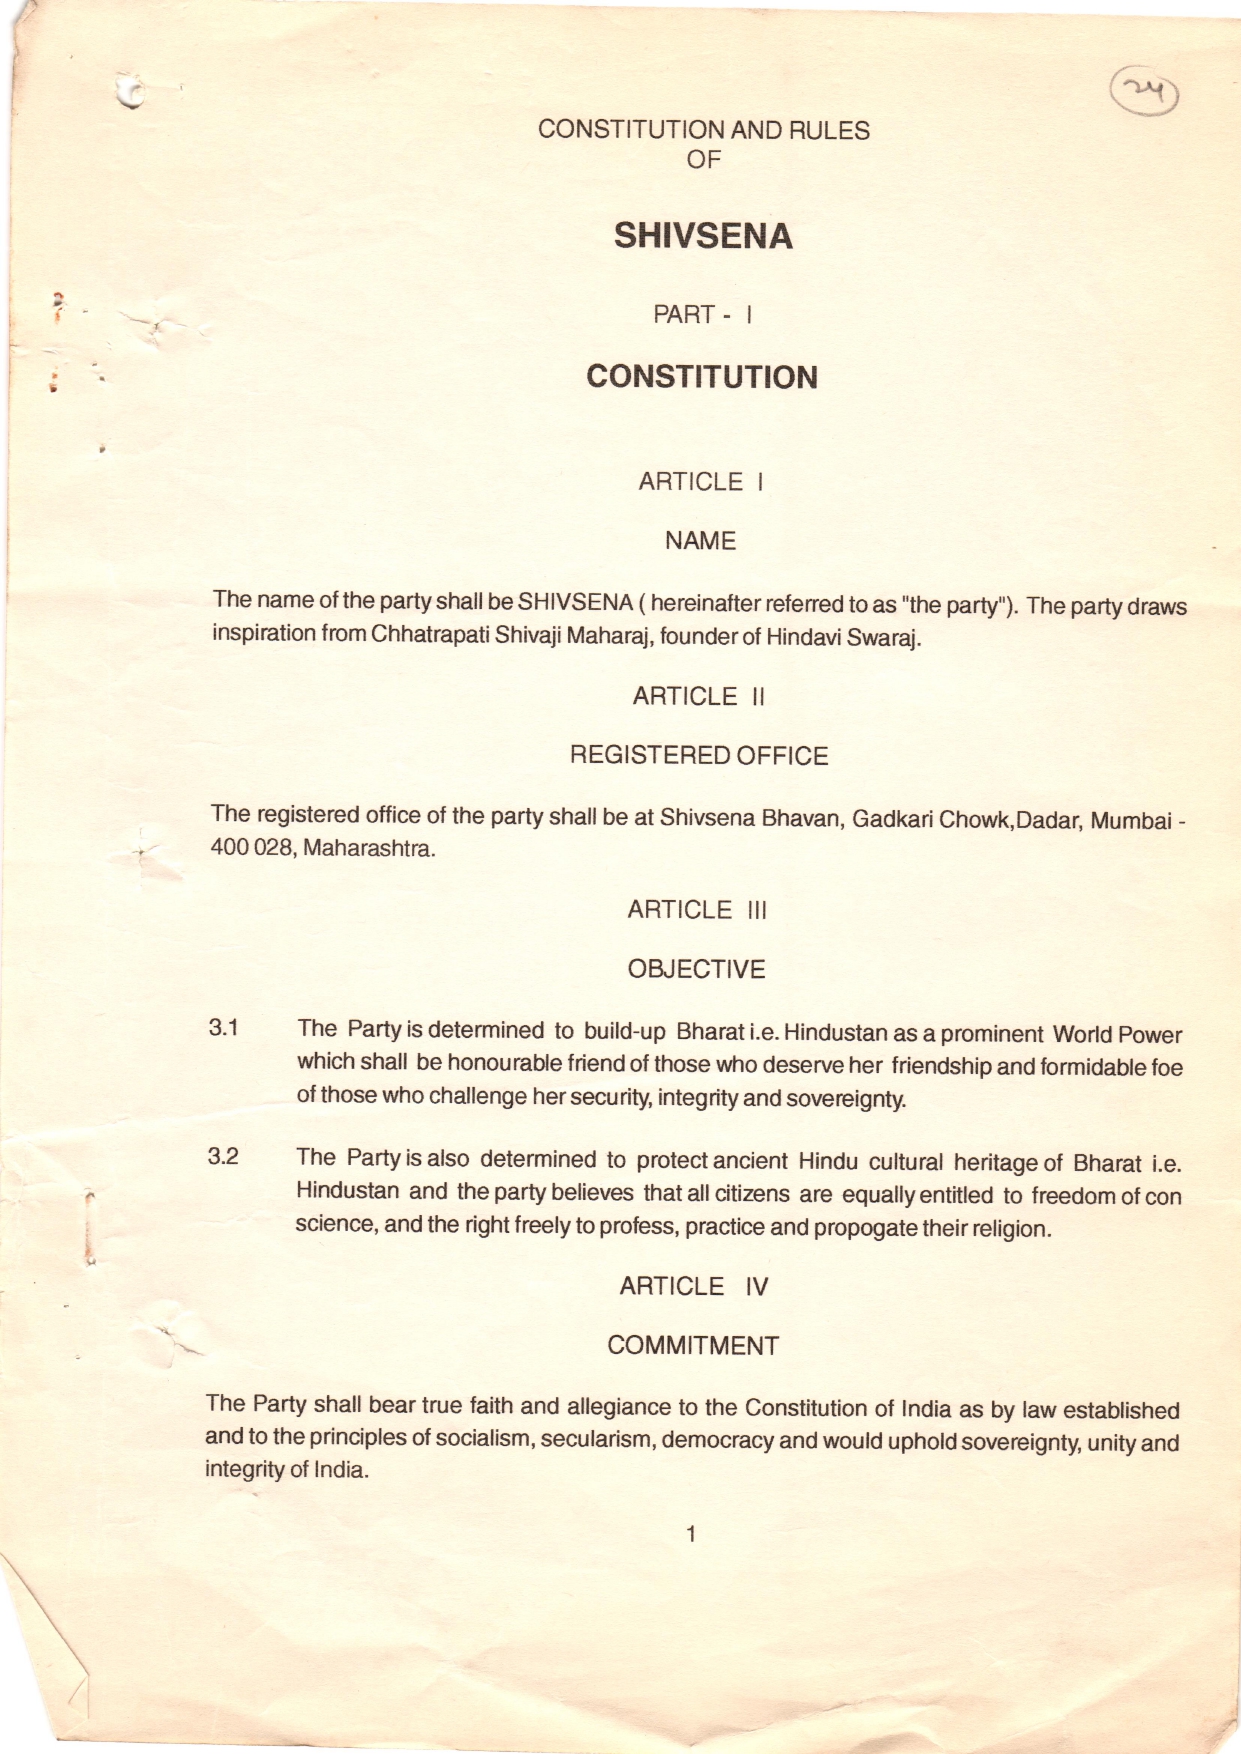 24
CONSTITUTION AND RULES
OF
SHIVSENA
PART - I
CONSTITUTION
ARTICLE I
NAME
The name of the party shall be SHIVSENA ( hereinafter referred to as "the party"). The party draws
inspiration from Chhatrapati Shivaji Maharaj, founder of Hindavi Swaraj.
ARTICLE II
REGISTERED OFFICE
The registered office of the party shall be at Shivsena Bhavan, Gadkari Chowk,Dadar, Mumbai -
400 028, Maharashtra.
ARTICLE III
OBJECTIVE
3.1 The Party is determined to build-up Bharat i.e. Hindustan as a prominent World Power
which shall be honourable friend of those who deserve her friendship and formidable foe
of those who challenge her security, integrity and sovereignty.
3.2 The Party is also determined to protect ancient Hindu cultural heritage of Bharat i.e.
Hindustan and the party believes that all citizens are equally entitled to freedom of con
science, and the right freely to profess, practice and propogate their religion.
ARTICLE IV
COMMITMENT
The Party shall bear true faith and allegiance to the Constitution of India as by law established
and to the principles of socialism, secularism, democracy and would uphold sovereignty, unity and
integrity of India.
1